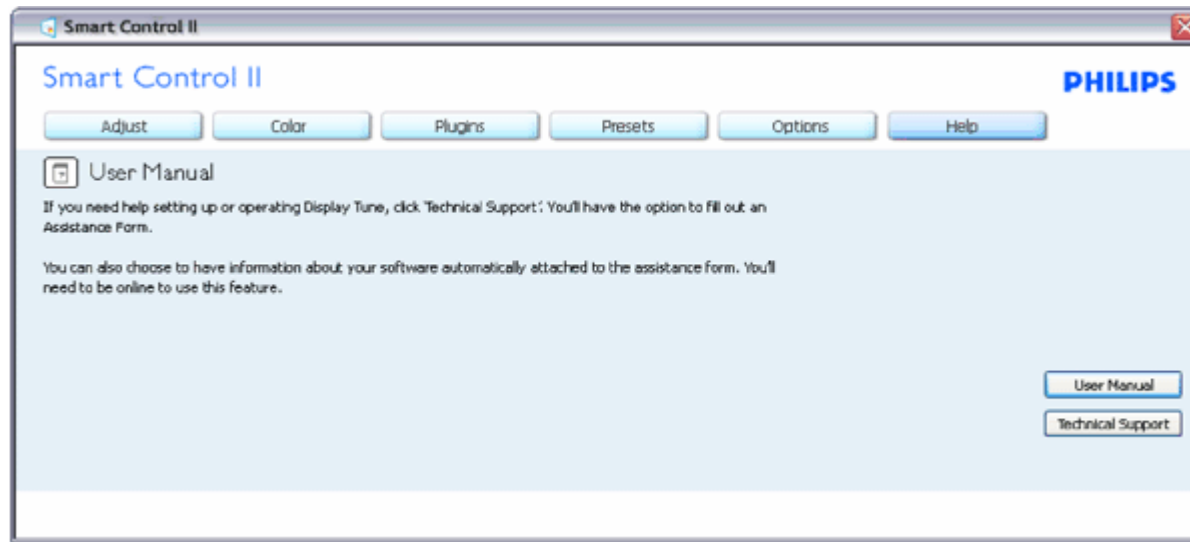 Smart Control II
Smart Control II
PHILIPS
Adjust Color Plugins Presets Options Help
User Manual
If you need help setting up or operating Display Tune, click 'Technical Support'. You'll have the option to fill out an
Assistance Form.
You can also choose to have information about your software automatically attached to the assistance form. You'll
need to be online to use this feature.
User Manual
Technical Support